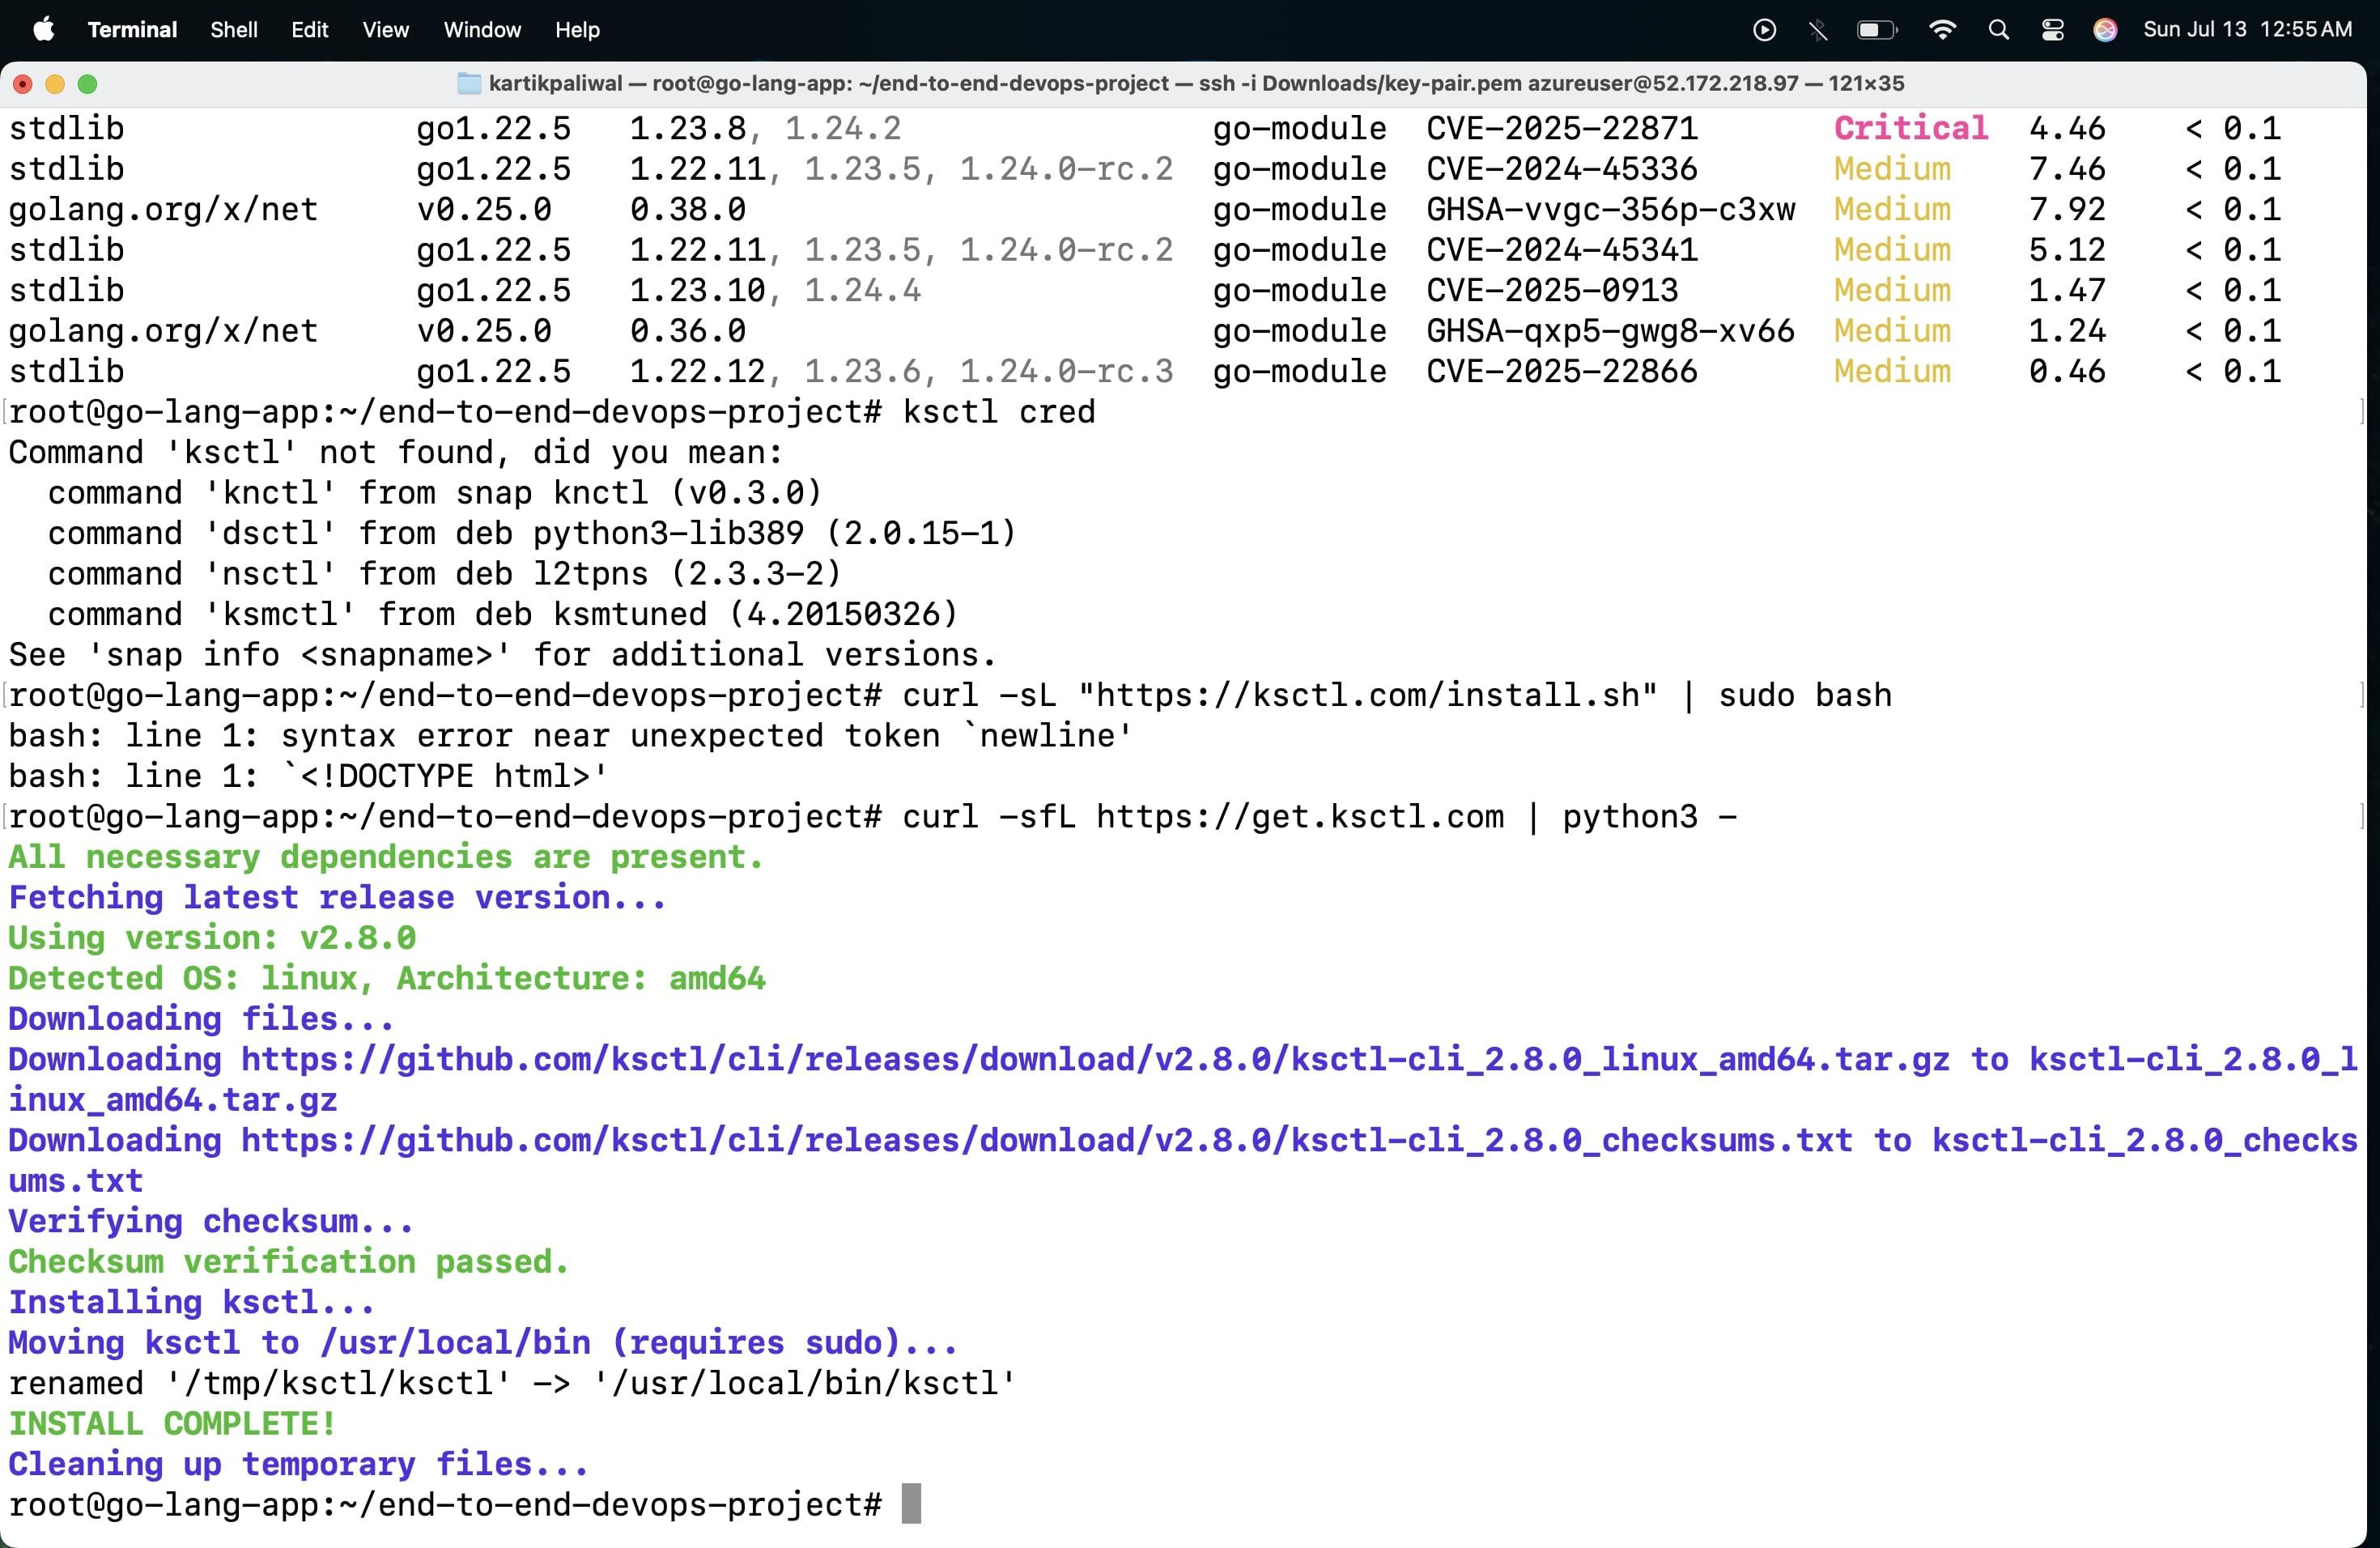 Terminal Shell Edit View Window Help Sun Jul 13 12:55 AM
kartikpaliwal — root@go-lang-app: ~/end-to-end-devops-project — ssh -i Downloads/key-pair.pem azureuser@52.172.218.97 — 121×35
stdlib go1.22.5 1.23.8, 1.24.2 go-module CVE-2025-22871 Critical 4.46 < 0.1
stdlib go1.22.5 1.22.11, 1.23.5, 1.24.0-rc.2 go-module CVE-2024-45336 Medium 7.46 < 0.1
golang.org/x/net v0.25.0 0.38.0 go-module GHSA-vvgc-356p-c3xw Medium 7.92 < 0.1
stdlib go1.22.5 1.22.11, 1.23.5, 1.24.0-rc.2 go-module CVE-2024-45341 Medium 5.12 < 0.1
stdlib go1.22.5 1.23.10, 1.24.4 go-module CVE-2025-0913 Medium 1.47 < 0.1
golang.org/x/net v0.25.0 0.36.0 go-module GHSA-qxp5-gwg8-xv66 Medium 1.24 < 0.1
stdlib go1.22.5 1.22.12, 1.23.6, 1.24.0-rc.3 go-module CVE-2025-22866 Medium 0.46 < 0.1
[root@go-lang-app:~/end-to-end-devops-project# ksctl cred ]
Command 'ksctl' not found, did you mean:
  command 'knctl' from snap knctl (v0.3.0)
  command 'dsctl' from deb python3-lib389 (2.0.15-1)
  command 'nsctl' from deb l2tpns (2.3.3-2)
  command 'ksmctl' from deb ksmtuned (4.20150326)
See 'snap info <snapname>' for additional versions.
[root@go-lang-app:~/end-to-end-devops-project# curl -sL "https://ksctl.com/install.sh" | sudo bash ]
bash: line 1: syntax error near unexpected token `newline'
bash: line 1: `<!DOCTYPE html>'
[root@go-lang-app:~/end-to-end-devops-project# curl -sfL https://get.ksctl.com | python3 - ]
All necessary dependencies are present.
Fetching latest release version...
Using version: v2.8.0
Detected OS: linux, Architecture: amd64
Downloading files...
Downloading https://github.com/ksctl/cli/releases/download/v2.8.0/ksctl-cli_2.8.0_linux_amd64.tar.gz to ksctl-cli_2.8.0_l
inux_amd64.tar.gz
Downloading https://github.com/ksctl/cli/releases/download/v2.8.0/ksctl-cli_2.8.0_checksums.txt to ksctl-cli_2.8.0_checks
ums.txt
Verifying checksum...
Checksum verification passed.
Installing ksctl...
Moving ksctl to /usr/local/bin (requires sudo)...
renamed '/tmp/ksctl/ksctl' -> '/usr/local/bin/ksctl'
INSTALL COMPLETE!
Cleaning up temporary files...
root@go-lang-app:~/end-to-end-devops-project#